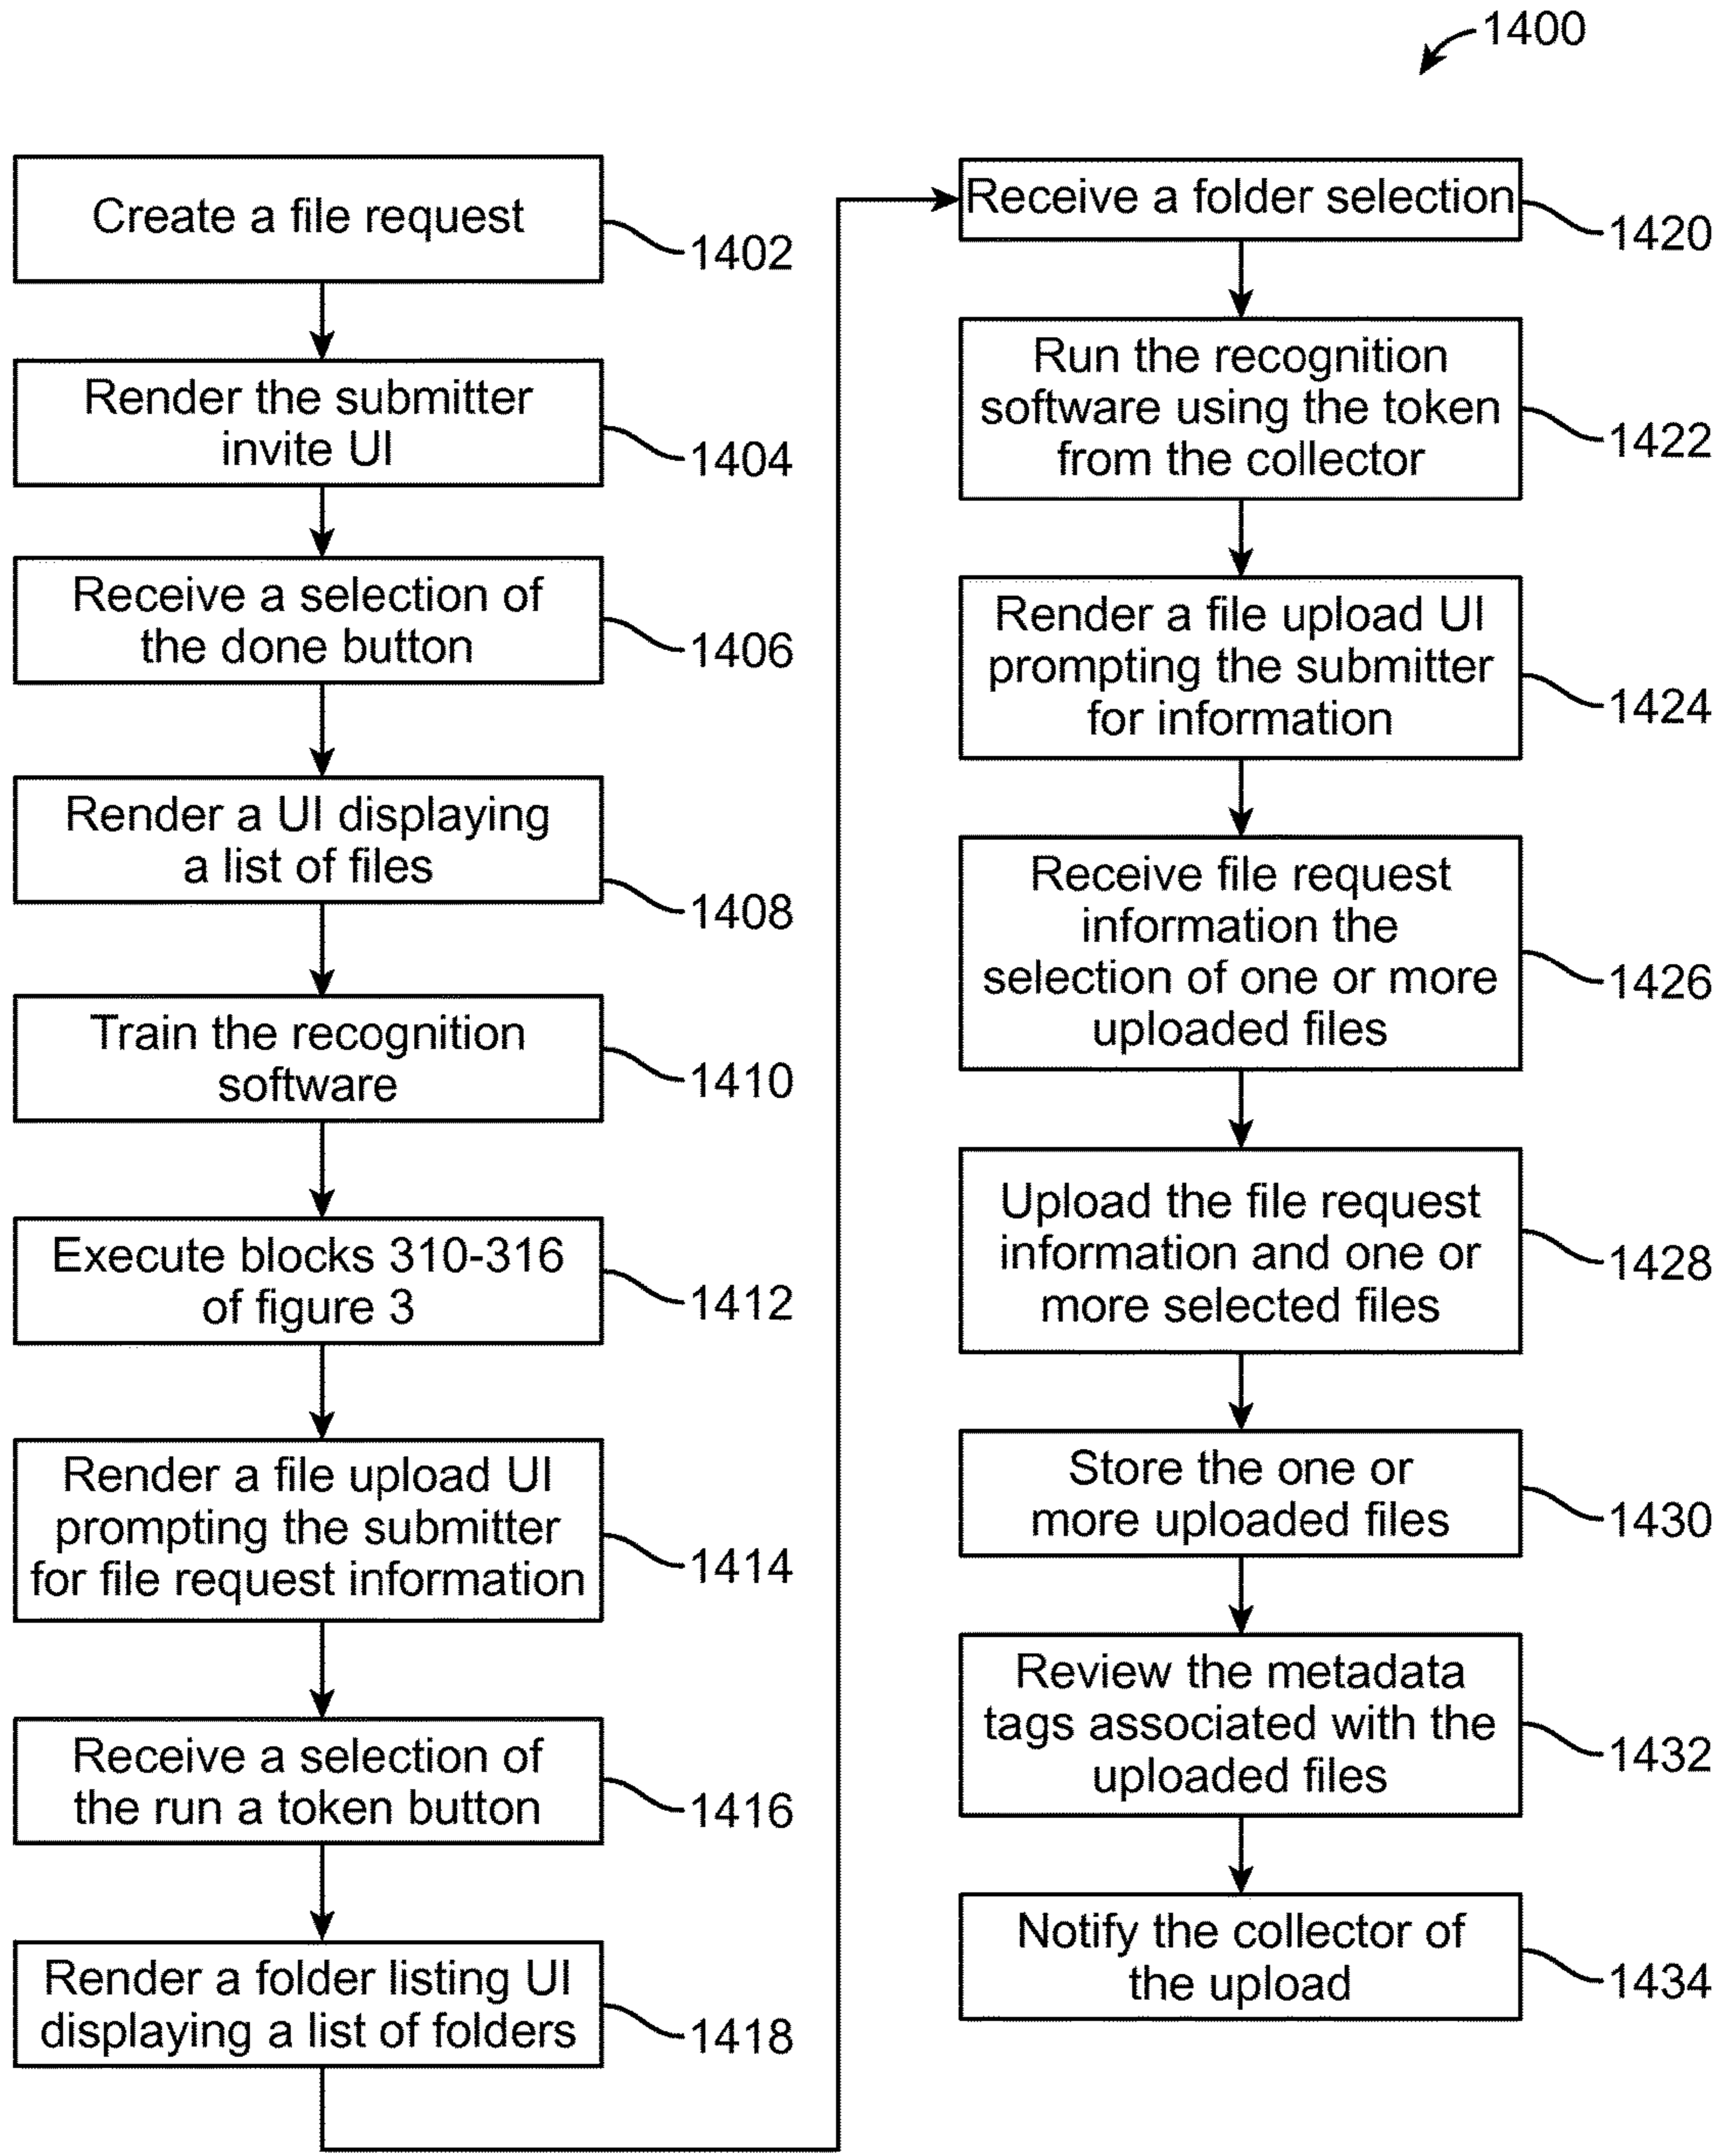 1400
Create a file request
1402
Render the submitter
invite UI
1404
Receive a selection of
the done button
1406
Render a UI displaying
a list of files
1408
Train the recognition
software
1410
Execute blocks 310-316
of figure 3
1412
Render a file upload UI
prompting the submitter
for file request information
1414
Receive a selection of
the run a token button
1416
Render a folder listing UI
displaying a list of folders
1418
Receive a folder selection
1420
Run the recognition
software using the token
from the collector
1422
Render a file upload UI
prompting the submitter
for information
1424
Receive file request
information the
selection of one or more
uploaded files
1426
Upload the file request
information and one or
more selected files
1428
Store the one or
more uploaded files
1430
Review the metadata
tags associated with the
uploaded files
1432
Notify the collector of
the upload
1434